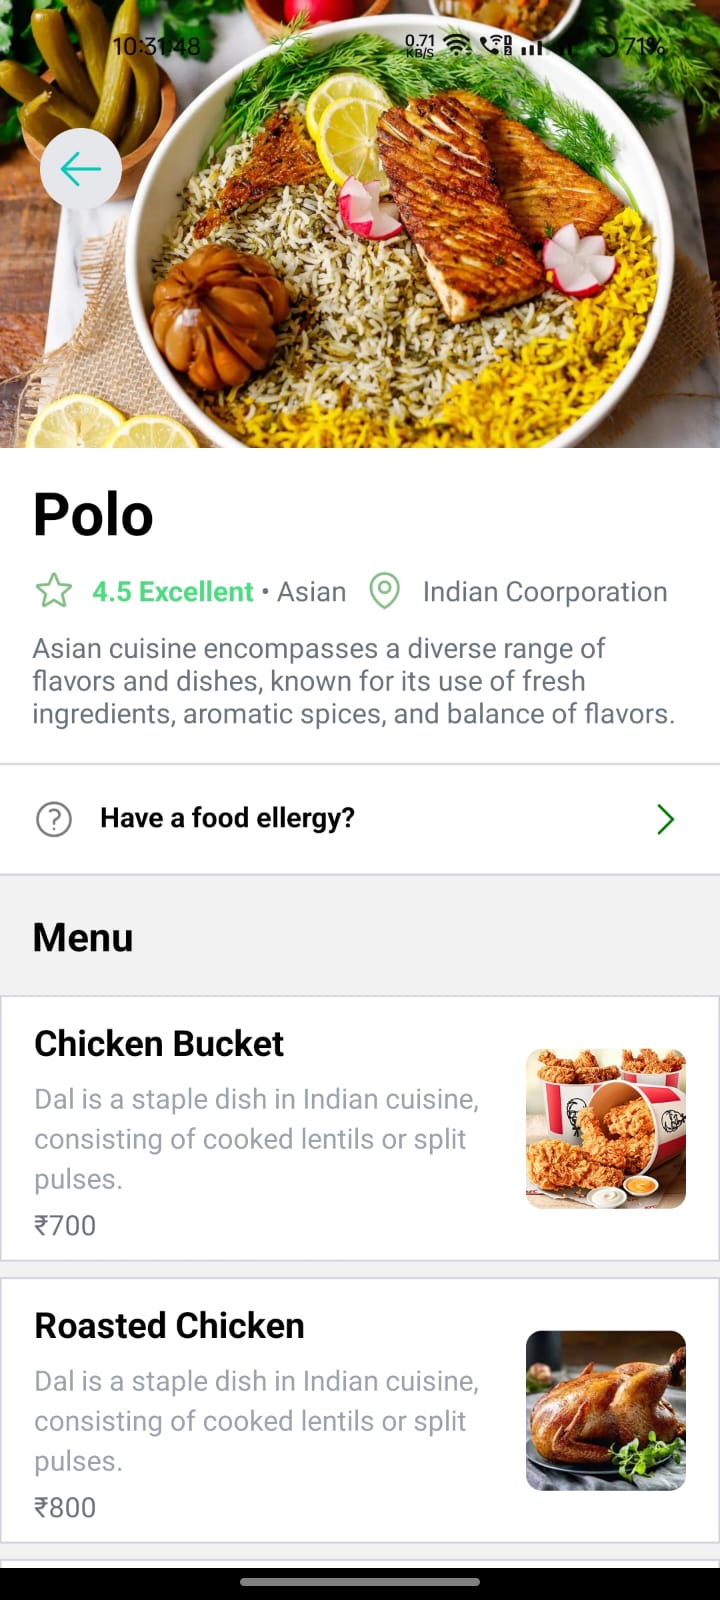 10:31:48
0.71
KB/S
71%
Polo
4.5 Excellent • Asian Indian Coorporation
Asian cuisine encompasses a diverse range of
flavors and dishes, known for its use of fresh
ingredients, aromatic spices, and balance of flavors.
Have a food ellergy?
Menu
Chicken Bucket
Dal is a staple dish in Indian cuisine,
consisting of cooked lentils or split
pulses.
₹700
Roasted Chicken
Dal is a staple dish in Indian cuisine,
consisting of cooked lentils or split
pulses.
₹800